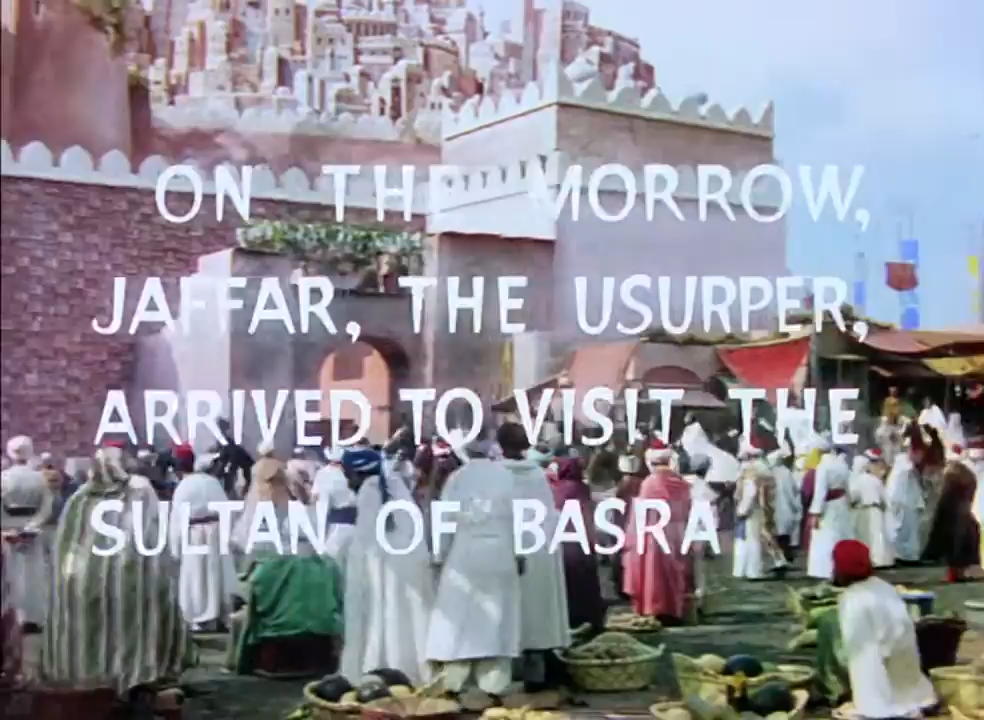 ON THE MORROW,
JAFFAR, THE USURPER,
ARRIVED TO VISIT THE
SULTAN OF BASRA